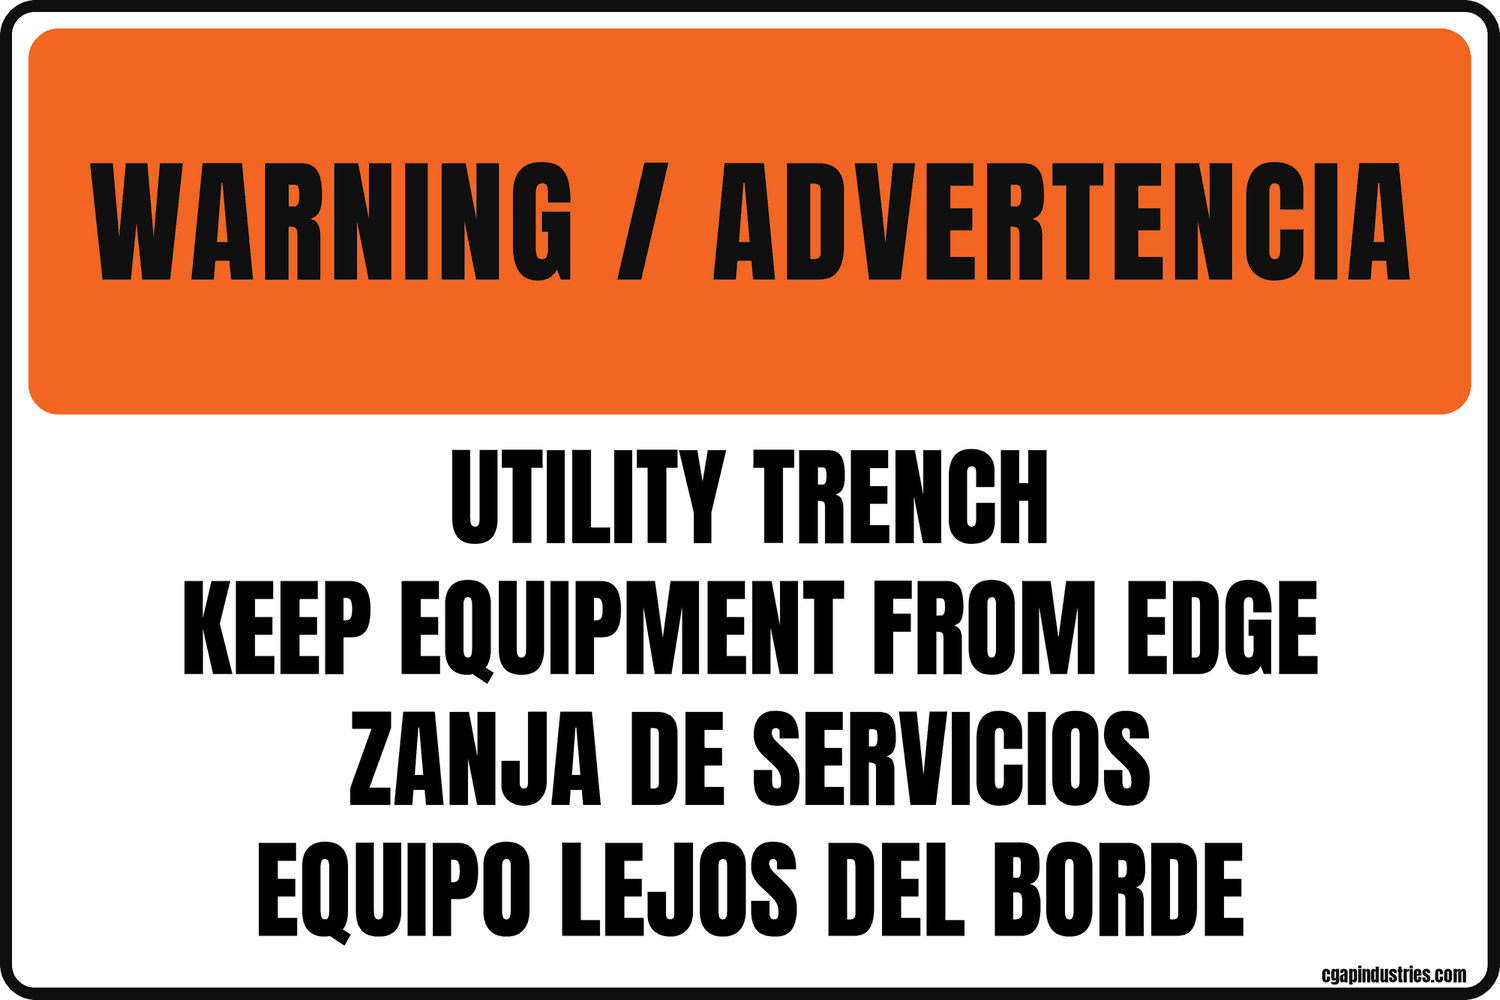 WARNING / ADVERTENCIA
UTILITY TRENCH
KEEP EQUIPMENT FROM EDGE
ZANJA DE SERVICIOS
EQUIPO LEJOS DEL BORDE
cgapindustries.com